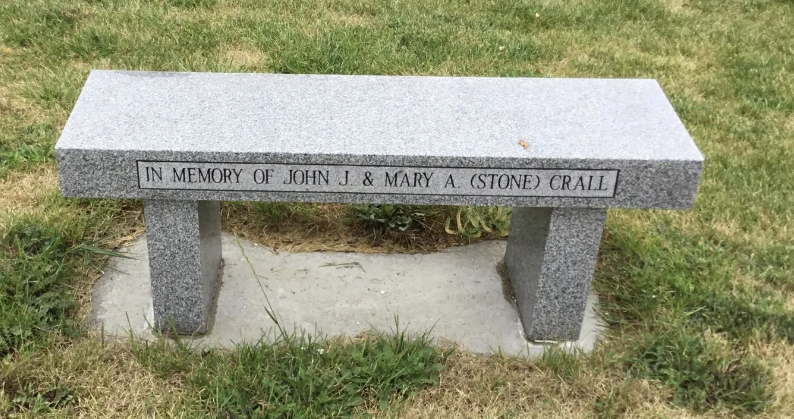 IN MEMORY OF JOHN J. & MARY A. (STONE) CRALL